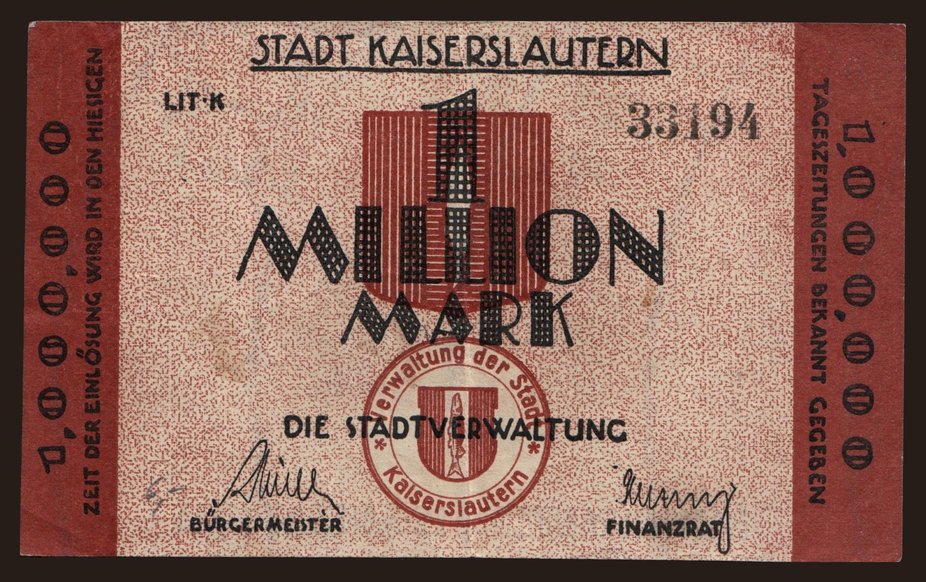 STADT KAISERSLAUTERN
LIT·K
33194
1
MILLION
MARK
Verwaltung der Stadt
Kaiserslautern
DIE STADTVERWALTUNG
BÜRGERMEISTER
FINANZRAT
1,000,000
ZEIT DER EINLÖSUNG WIRD IN DEN HIESIGEN
TAGESZEITUNGEN BEKANNT GEGEBEN
1,000,000